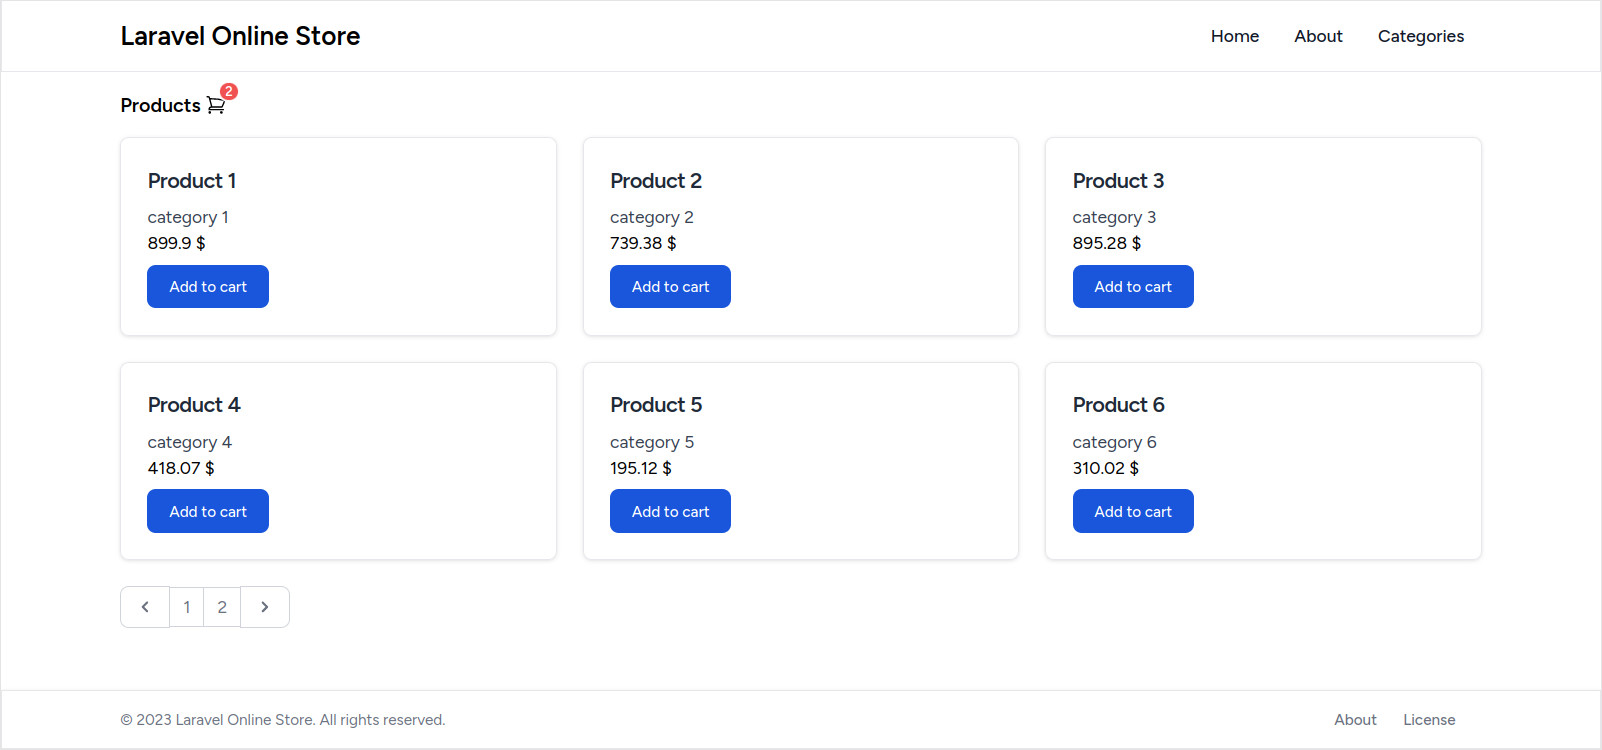 Laravel Online Store
Home About Categories
Products 2
Product 1
category 1
899.9 $
Add to cart
Product 2
category 2
739.38 $
Add to cart
Product 3
category 3
895.28 $
Add to cart
Product 4
category 4
418.07 $
Add to cart
Product 5
category 5
195.12 $
Add to cart
Product 6
category 6
310.02 $
Add to cart
1 2
© 2023 Laravel Online Store. All rights reserved.
About License